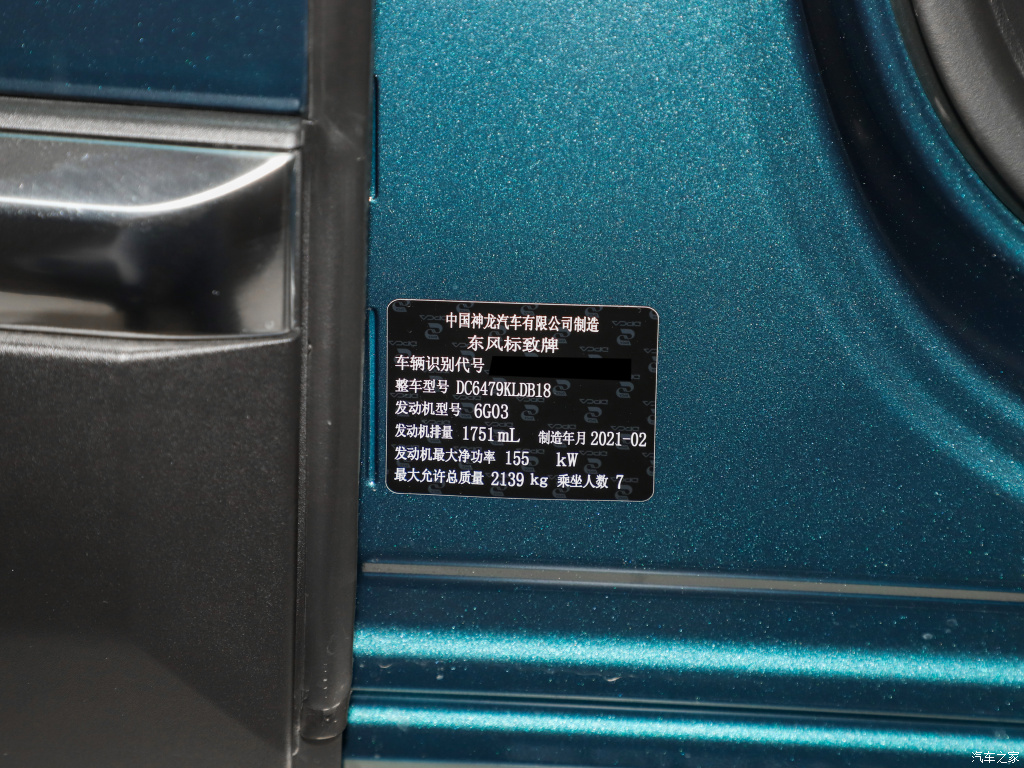 中国神龙汽车有限公司制造
东风标致牌
车辆识别代号
整车型号 DC6479KLDB18
发动机型号 6G03
发动机排量 1751 mL 制造年月 2021-02
发动机最大净功率 155 kW
最大允许总质量 2139 kg 乘坐人数 7
汽车之家